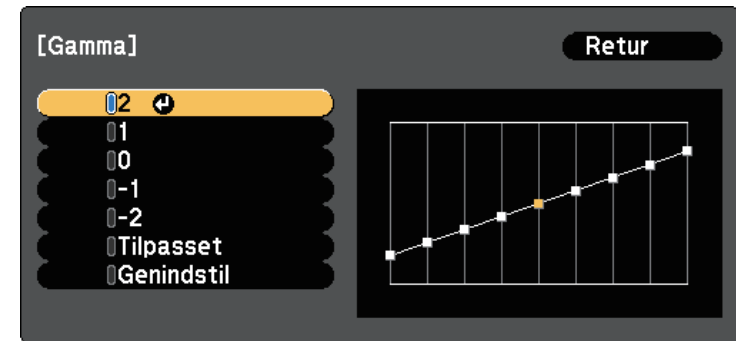 [Gamma]
Retur
2
1
0
-1
-2
Tilpasset
Genindstil